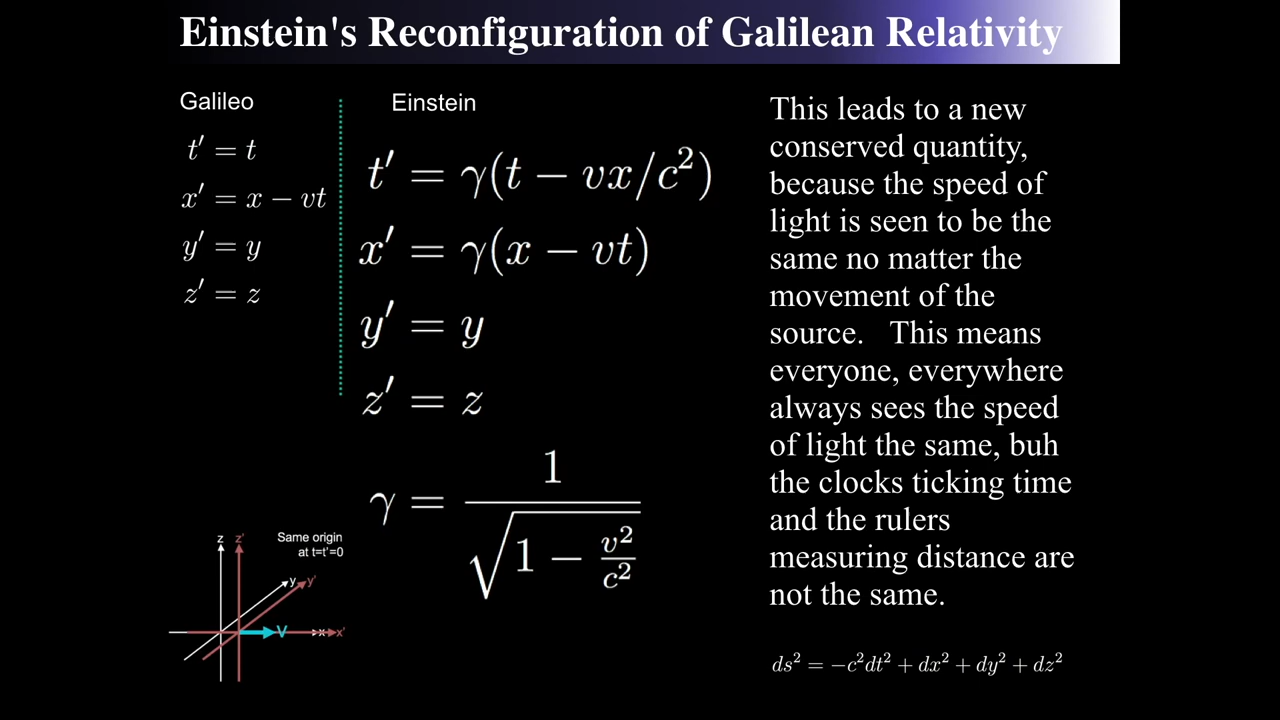 Einstein's Reconfiguration of Galilean Relativity
Galileo
t′ = t
x′ = x − vt
y′ = y
z′ = z
Einstein
t′ = γ(t − vx/c²)
x′ = γ(x − vt)
y′ = y
z′ = z
γ = 1 / √(1 − v²/c²)
Same origin
at t=t'=0
z z'
y y'
V x x'
This leads to a new
conserved quantity,
because the speed of
light is seen to be the
same no matter the
movement of the
source. This means
everyone, everywhere
always sees the speed
of light the same, buh
the clocks ticking time
and the rulers
measuring distance are
not the same.
ds² = −c²dt² + dx² + dy² + dz²